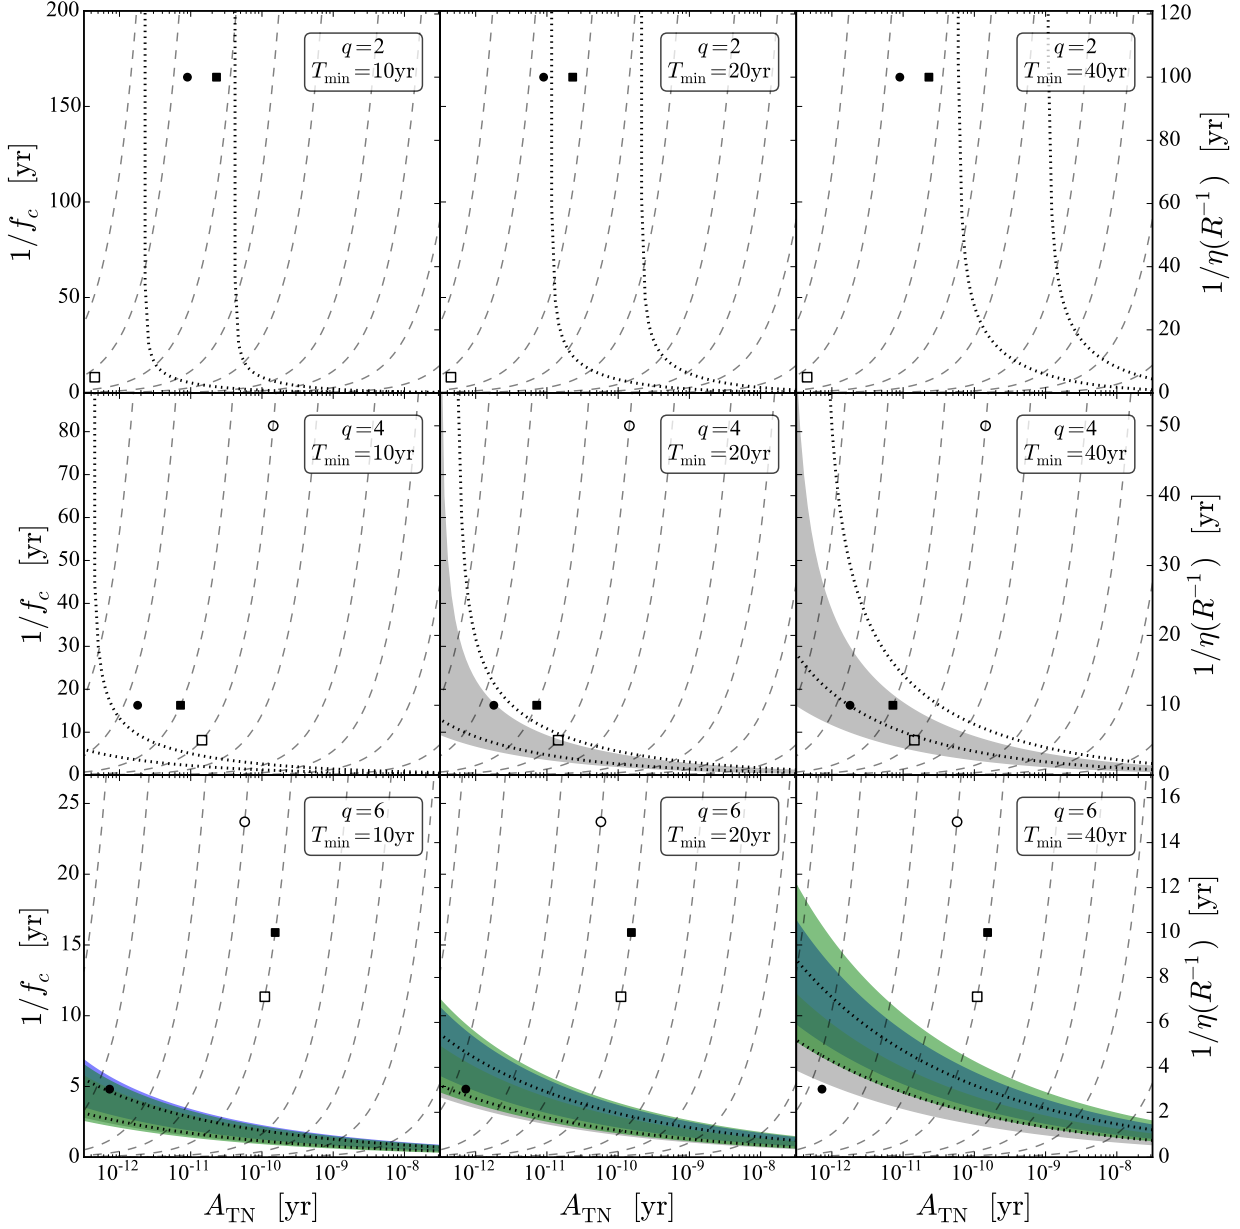 200
150
100
50
0
1/f_c [yr]
q=2
T_min=10yr
q=2
T_min=20yr
q=2
T_min=40yr
120
100
80
60
40
20
0
1/η(R⁻¹) [yr]
80
70
60
50
40
30
20
10
0
1/f_c [yr]
q=4
T_min=10yr
q=4
T_min=20yr
q=4
T_min=40yr
50
40
30
20
10
0
1/η(R⁻¹) [yr]
25
20
15
10
5
0
1/f_c [yr]
q=6
T_min=10yr
q=6
T_min=20yr
q=6
T_min=40yr
16
14
12
10
8
6
4
2
0
1/η(R⁻¹) [yr]
10⁻¹² 10⁻¹¹ 10⁻¹⁰ 10⁻⁹ 10⁻⁸ 10⁻¹² 10⁻¹¹ 10⁻¹⁰ 10⁻⁹ 10⁻⁸ 10⁻¹² 10⁻¹¹ 10⁻¹⁰ 10⁻⁹ 10⁻⁸
A_TN [yr] A_TN [yr] A_TN [yr]